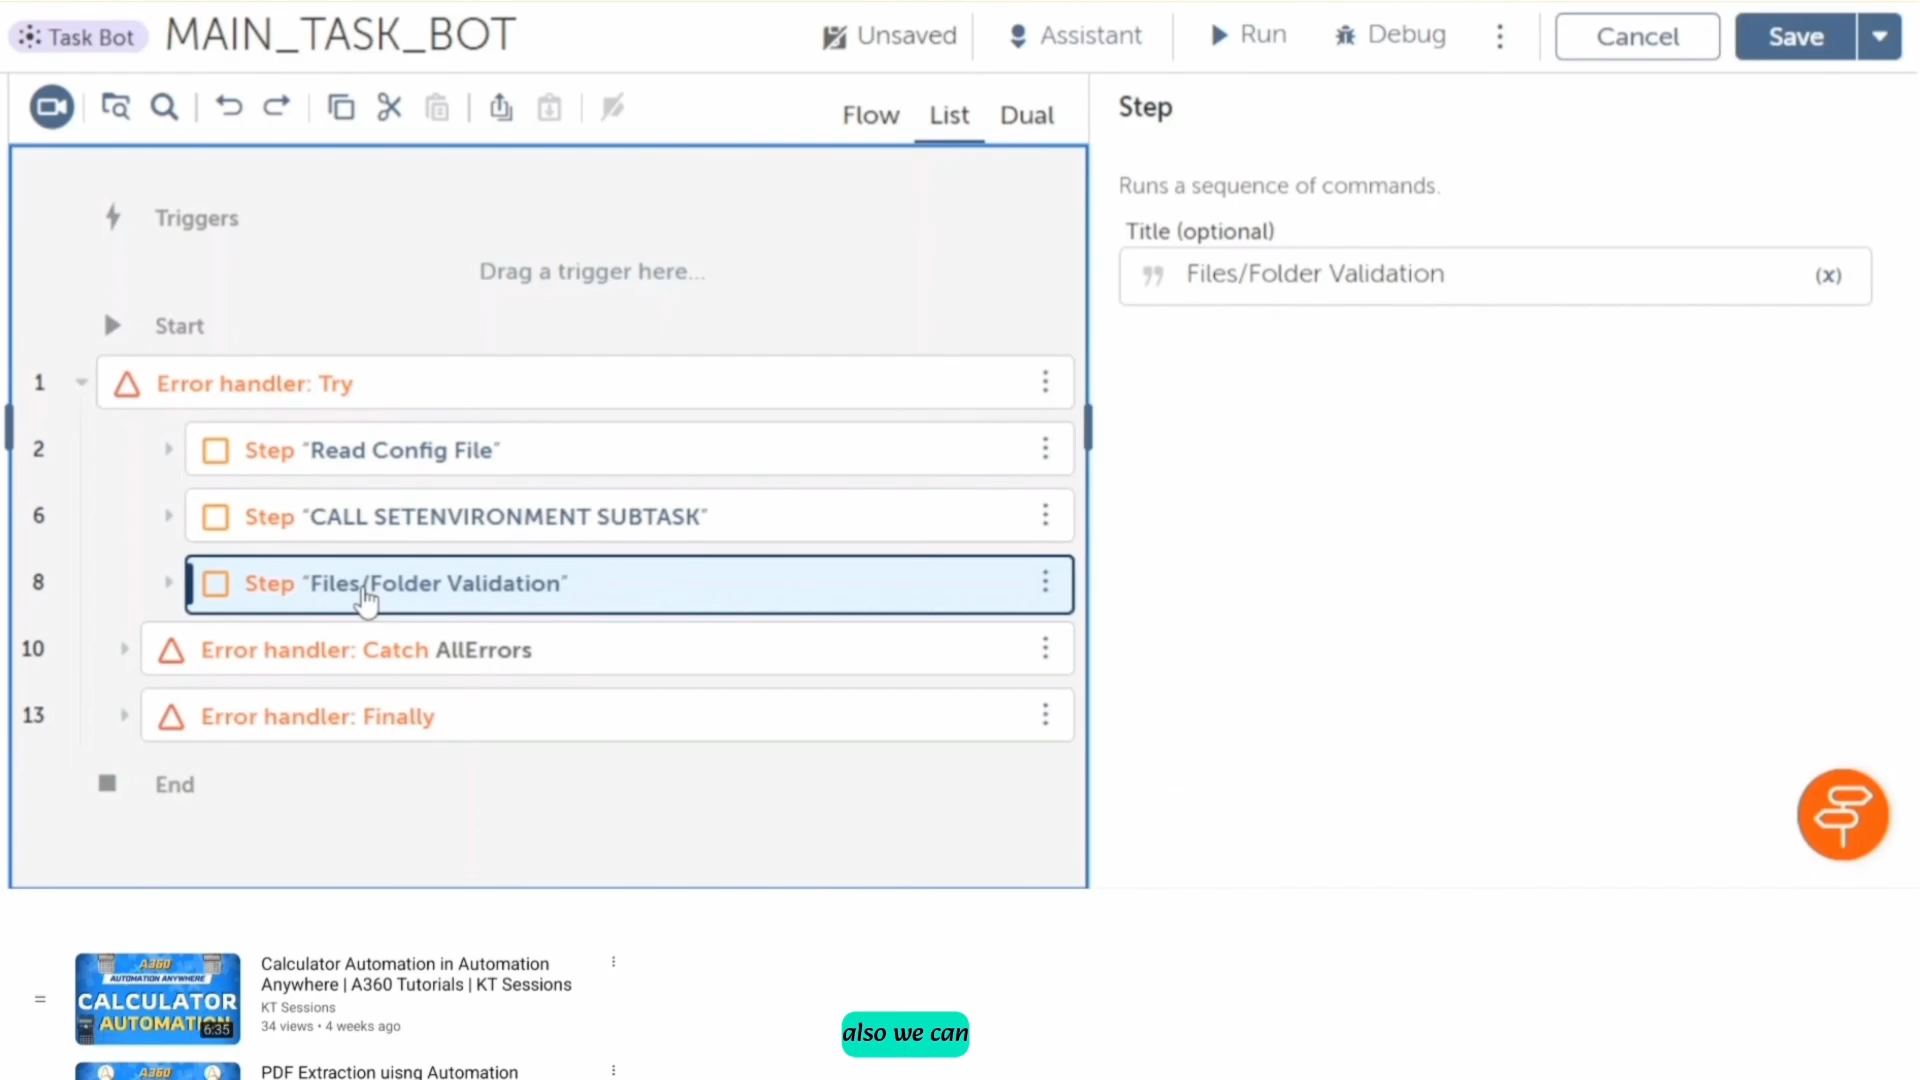 Task Bot MAIN_TASK_BOT Unsaved Assistant Run Debug Cancel Save
Flow List Dual
Step
Runs a sequence of commands.
Title (optional)
Files/Folder Validation (x)
Triggers
Drag a trigger here...
Start
1 Error handler: Try
2 Step "Read Config File"
6 Step "CALL SETENVIRONMENT SUBTASK"
8 Step "Files/Folder Validation"
10 Error handler: Catch AllErrors
13 Error handler: Finally
End
A360
AUTOMATION ANYWHERE
CALCULATOR
AUTOMATION
6:35
Calculator Automation in Automation
Anywhere | A360 Tutorials | KT Sessions
KT Sessions
34 views • 4 weeks ago
also we can
A360
PDF Extraction uisng Automation